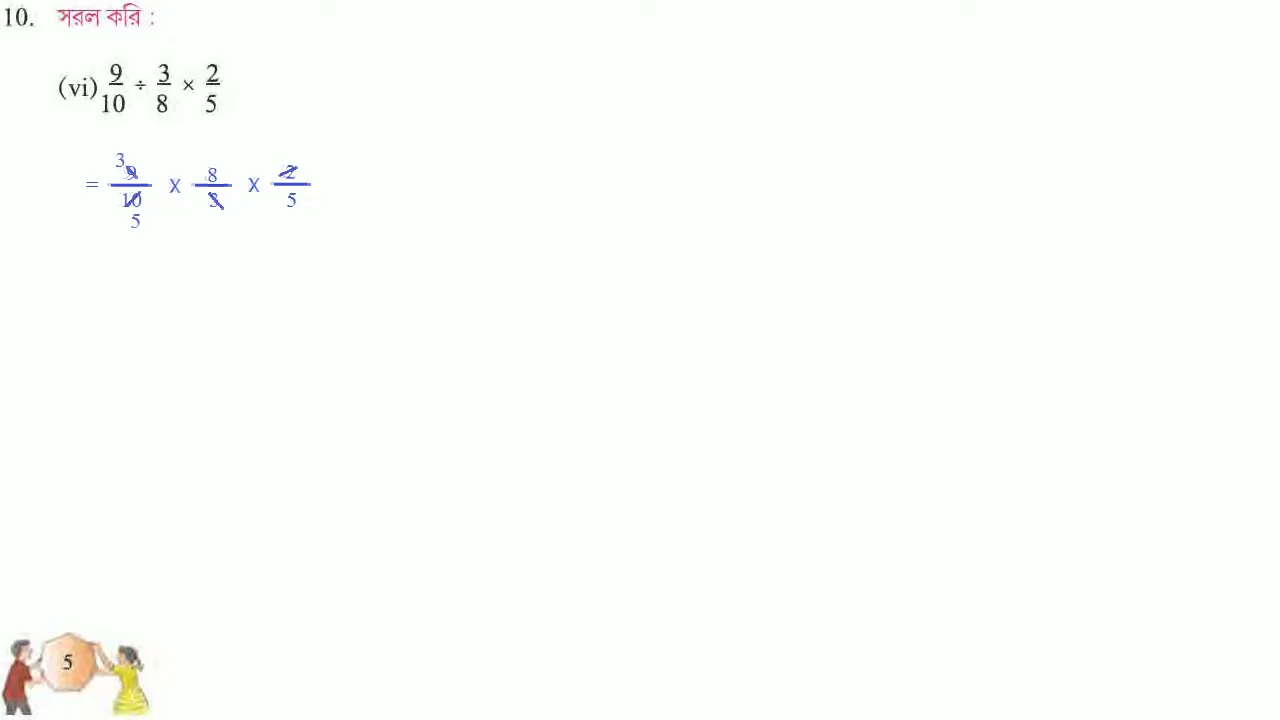 10. সরল করি :
(vi) 9/10 ÷ 3/8 × 2/5
3
= 9/10 x 8/3 x 2/5
5
5